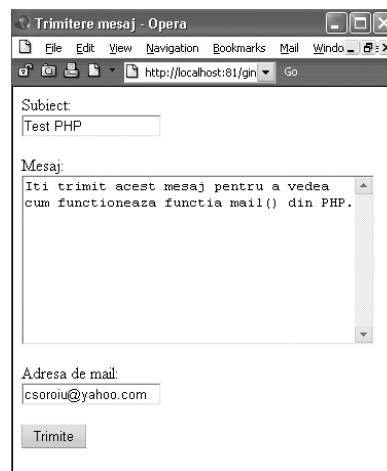 Trimitere mesaj - Opera
File Edit View Navigation Bookmarks Mail Windo
http://localhost:81/gin Go
Subiect:
Test PHP
Mesaj:
Iti trimit acest mesaj pentru a vedea
cum functioneaza functia mail() din PHP.
Adresa de mail:
csoroiu@yahoo.com
Trimite